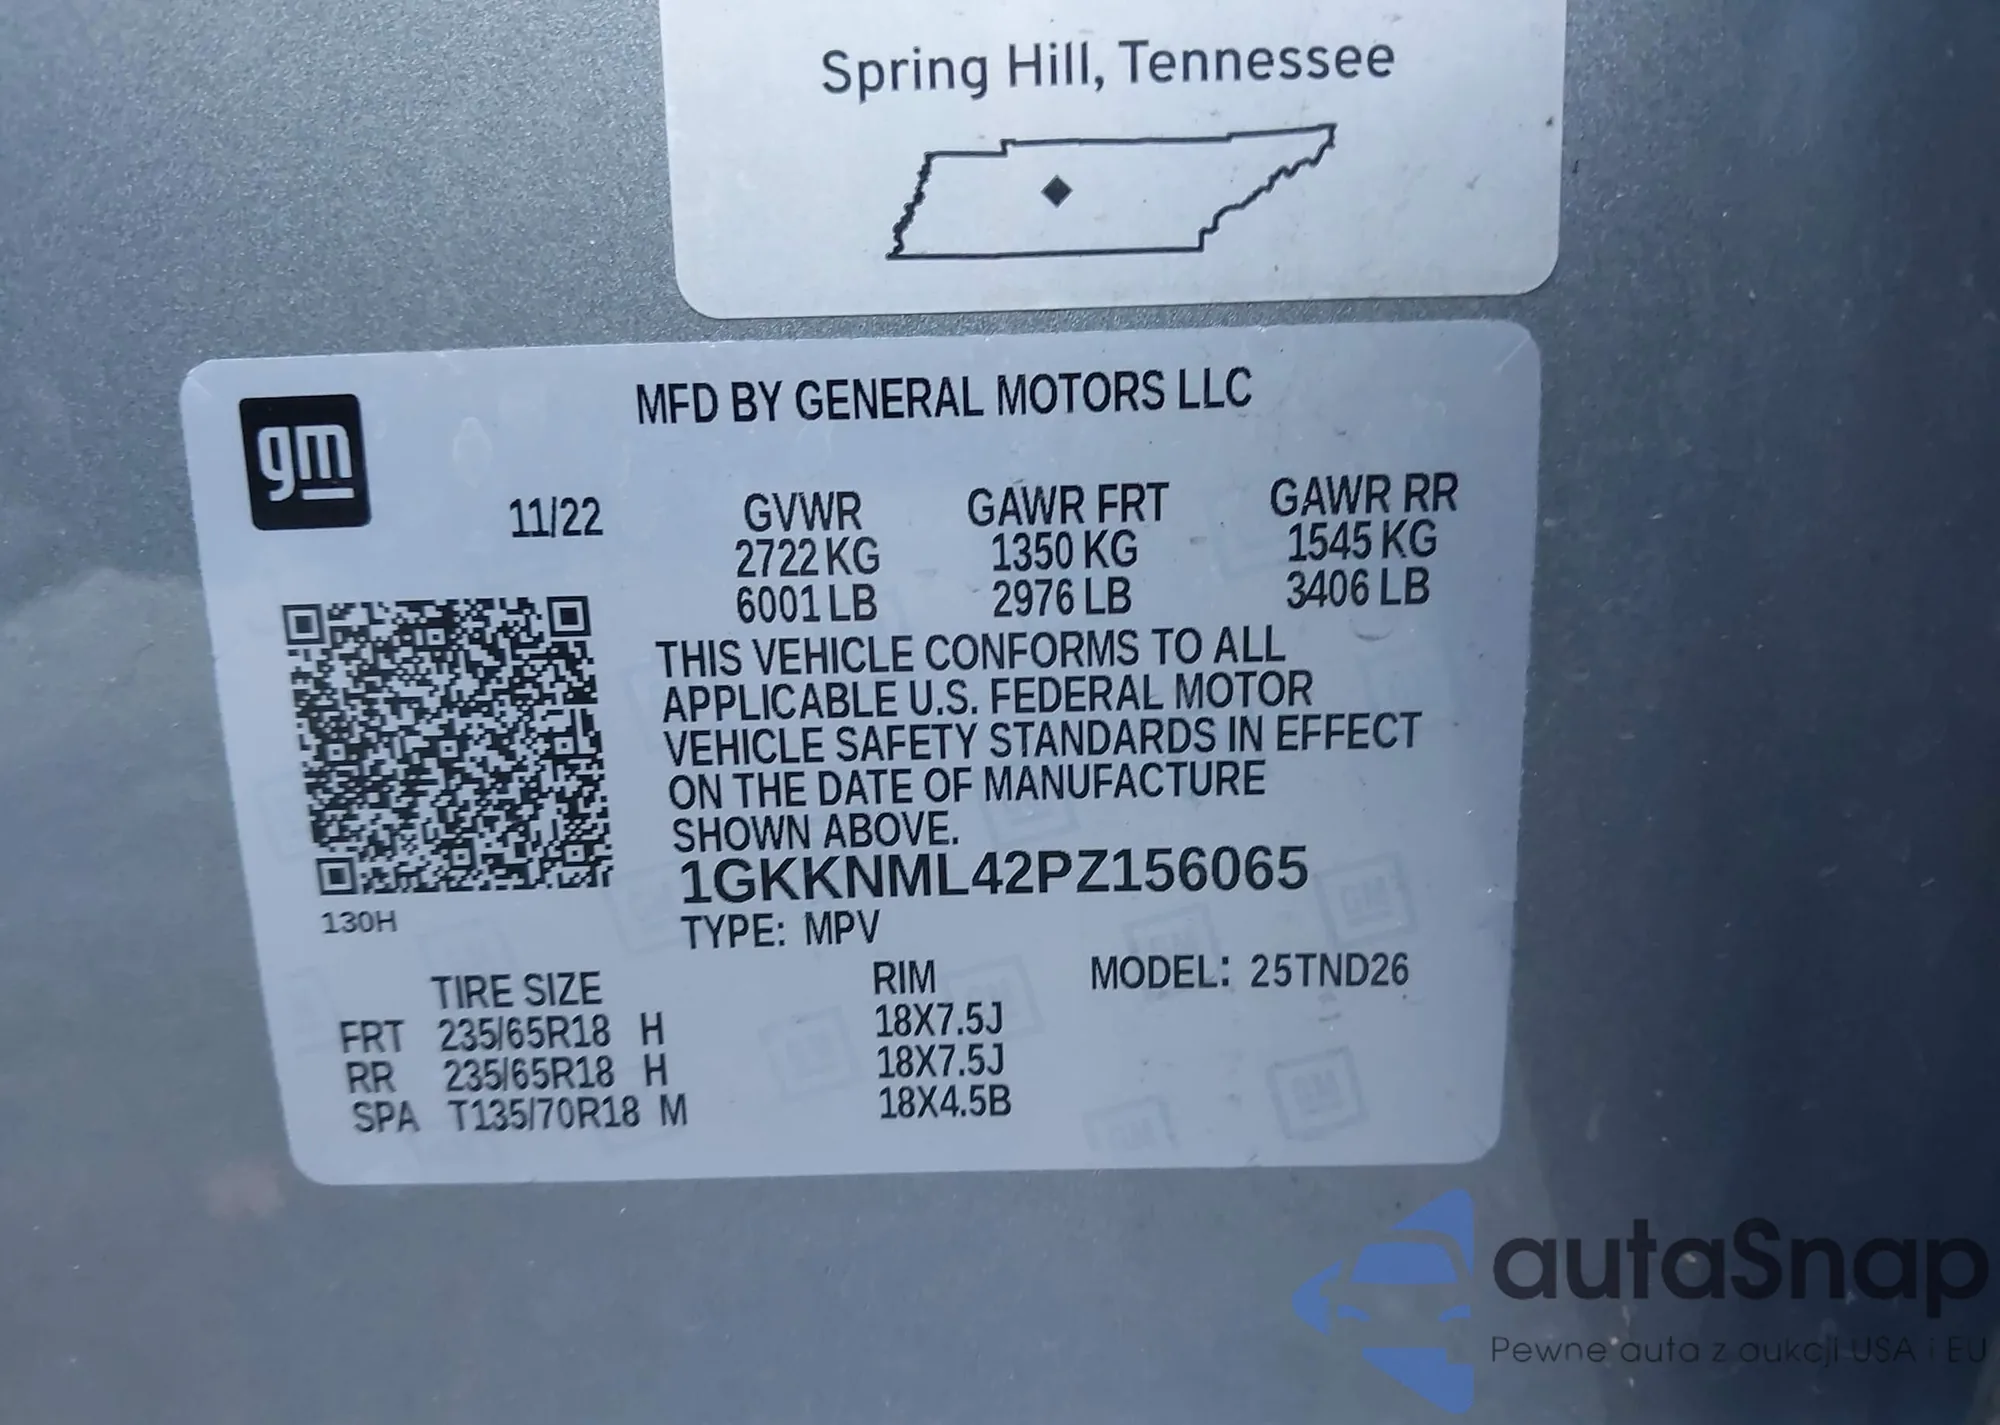 Spring Hill, Tennessee
gm
MFD BY GENERAL MOTORS LLC
11/22
GVWR GAWR FRT GAWR RR
2722 KG 1350 KG 1545 KG
6001 LB 2976 LB 3406 LB
THIS VEHICLE CONFORMS TO ALL
APPLICABLE U.S. FEDERAL MOTOR
VEHICLE SAFETY STANDARDS IN EFFECT
ON THE DATE OF MANUFACTURE
SHOWN ABOVE.
1GKKNML42PZ156065
130H
TYPE: MPV
TIRE SIZE RIM MODEL: 25TND26
FRT 235/65R18 H 18X7.5J
RR 235/65R18 H 18X7.5J
SPA T135/70R18 M 18X4.5B
autaSnap
Pewne auta z aukcji USA i EU